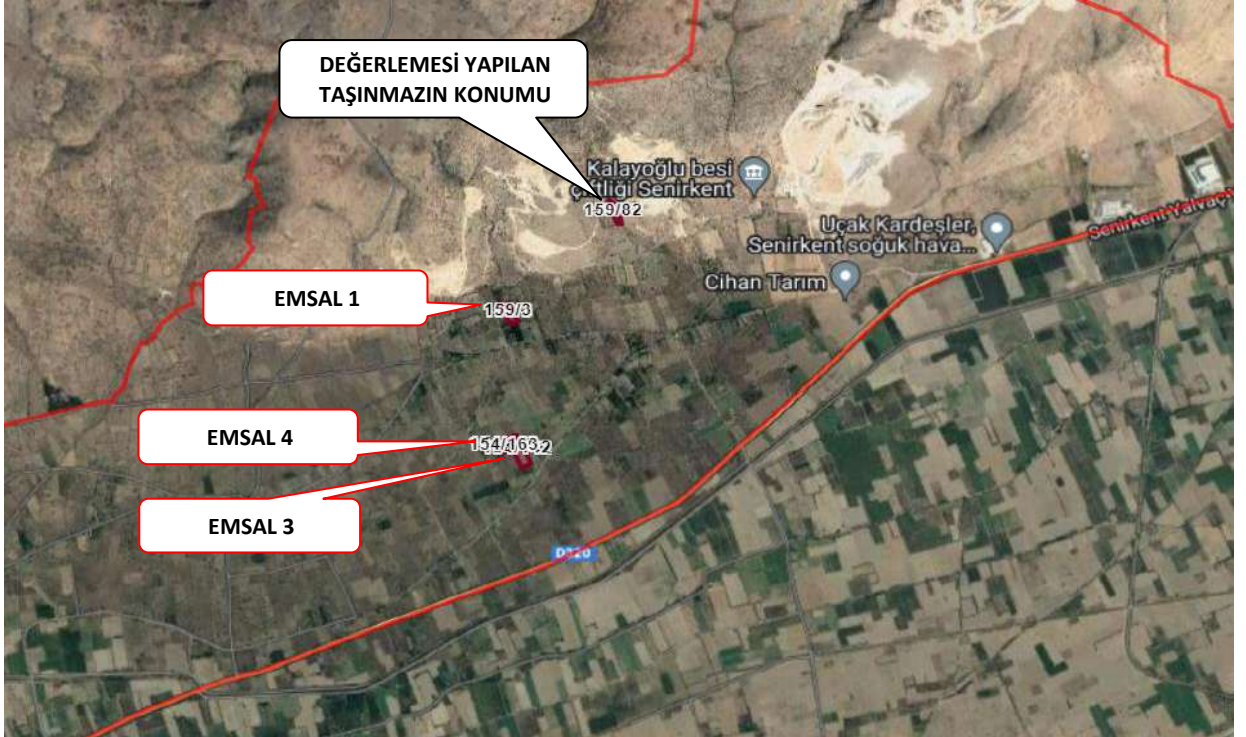 DEĞERLEMESİ YAPILAN
TAŞINMAZIN KONUMU
Kalayoğlu besi
çiftliği Senirkent
159/82
Uçak Kardeşler,
Senirkent soğuk hava...
Senirkent Yalvaç
Cihan Tarım
EMSAL 1
159/3
EMSAL 4
154/163
EMSAL 3
D320